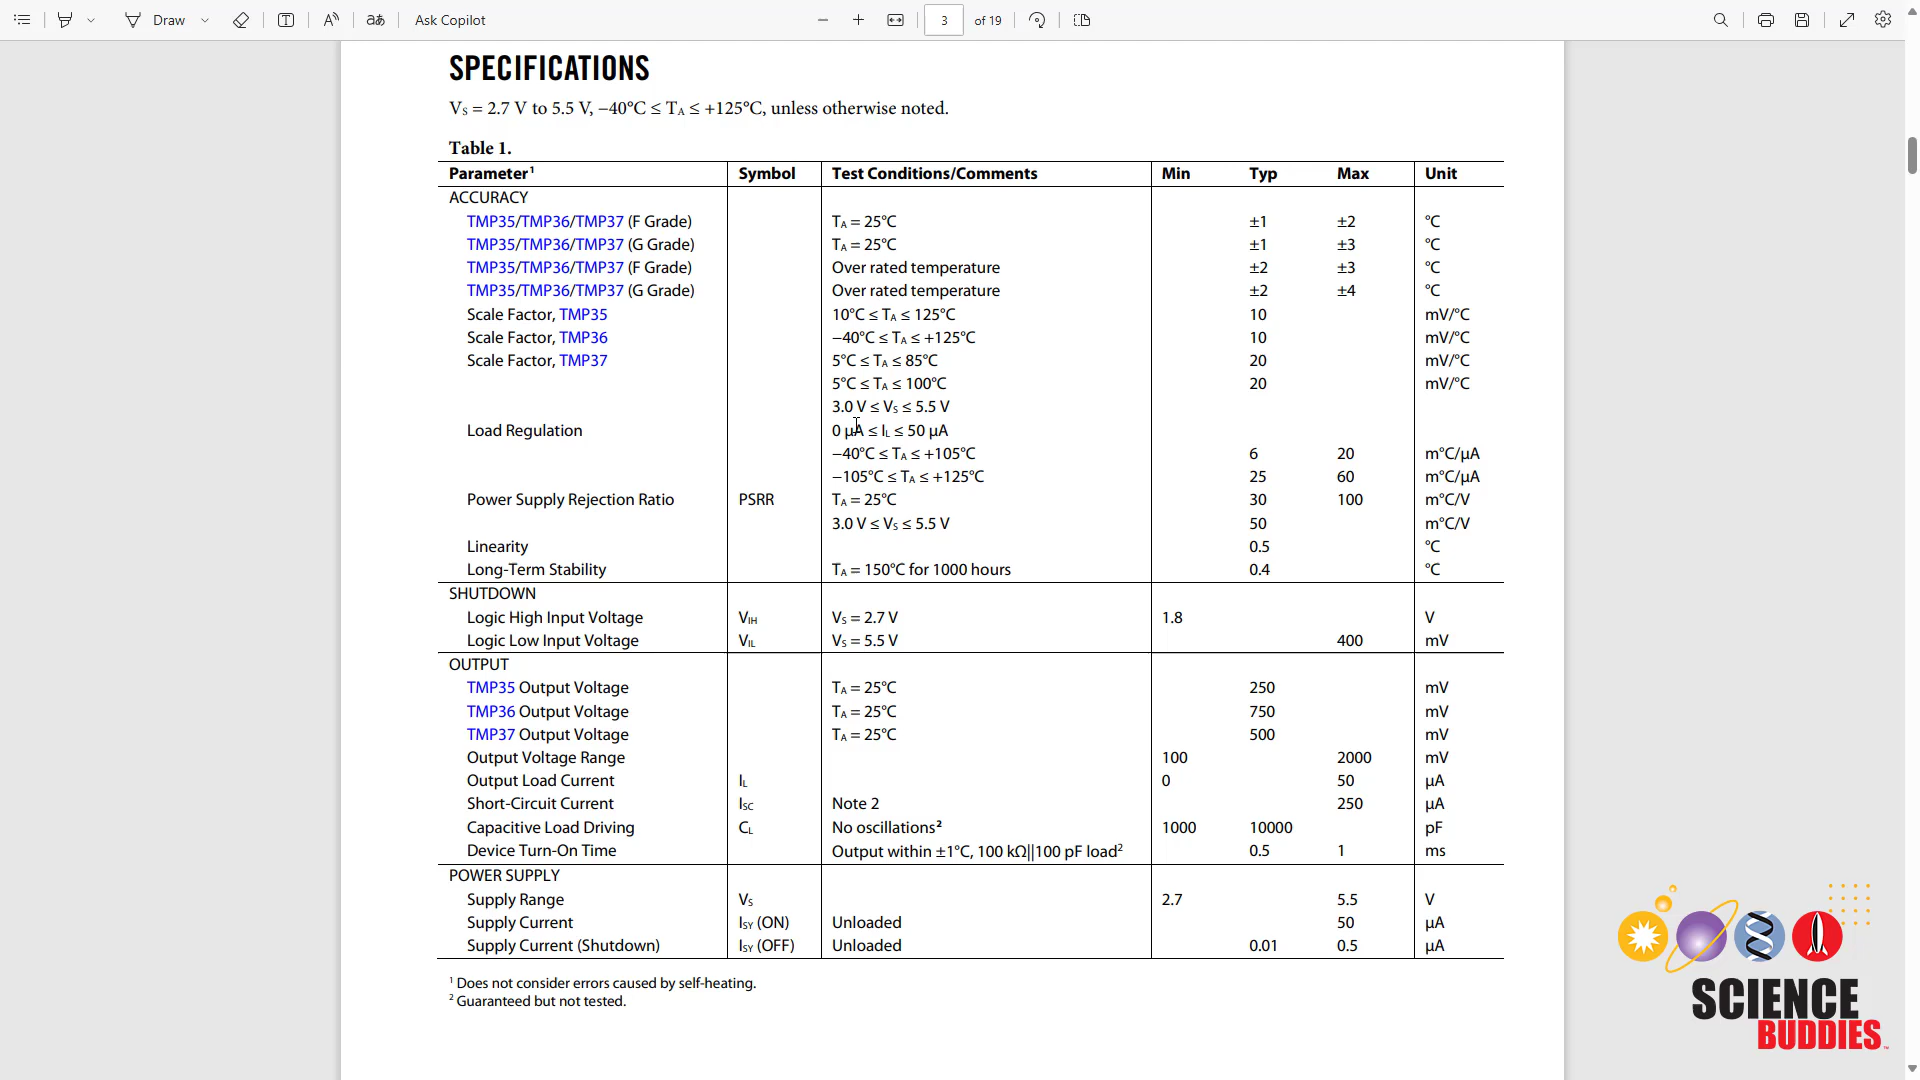 Draw
Ask Copilot
3 of 19
SPECIFICATIONS
VS = 2.7 V to 5.5 V, −40°C ≤ TA ≤ +125°C, unless otherwise noted.
Table 1.
Parameter1 Symbol Test Conditions/Comments Min Typ Max Unit
ACCURACY
TMP35/TMP36/TMP37 (F Grade) TA = 25°C ±1 ±2 °C
TMP35/TMP36/TMP37 (G Grade) TA = 25°C ±1 ±3 °C
TMP35/TMP36/TMP37 (F Grade) Over rated temperature ±2 ±3 °C
TMP35/TMP36/TMP37 (G Grade) Over rated temperature ±2 ±4 °C
Scale Factor, TMP35 10°C ≤ TA ≤ 125°C 10 mV/°C
Scale Factor, TMP36 −40°C ≤ TA ≤ +125°C 10 mV/°C
Scale Factor, TMP37 5°C ≤ TA ≤ 85°C 20 mV/°C
5°C ≤ TA ≤ 100°C 20 mV/°C
3.0 V ≤ VS ≤ 5.5 V
Load Regulation 0 μA ≤ IL ≤ 50 μA
−40°C ≤ TA ≤ +105°C 6 20 m°C/μA
−105°C ≤ TA ≤ +125°C 25 60 m°C/μA
Power Supply Rejection Ratio PSRR TA = 25°C 30 100 m°C/V
3.0 V ≤ VS ≤ 5.5 V 50 m°C/V
Linearity 0.5 °C
Long-Term Stability TA = 150°C for 1000 hours 0.4 °C
SHUTDOWN
Logic High Input Voltage VIH VS = 2.7 V 1.8 V
Logic Low Input Voltage VIL VS = 5.5 V 400 mV
OUTPUT
TMP35 Output Voltage TA = 25°C 250 mV
TMP36 Output Voltage TA = 25°C 750 mV
TMP37 Output Voltage TA = 25°C 500 mV
Output Voltage Range 100 2000 mV
Output Load Current IL 0 50 μA
Short-Circuit Current ISC Note 2 250 μA
Capacitive Load Driving CL No oscillations2 1000 10000 pF
Device Turn-On Time Output within ±1°C, 100 kΩ||100 pF load2 0.5 1 ms
POWER SUPPLY
Supply Range VS 2.7 5.5 V
Supply Current ISY (ON) Unloaded 50 μA
Supply Current (Shutdown) ISY (OFF) Unloaded 0.01 0.5 μA
1 Does not consider errors caused by self-heating.
2 Guaranteed but not tested.
SCIENCE
BUDDIES